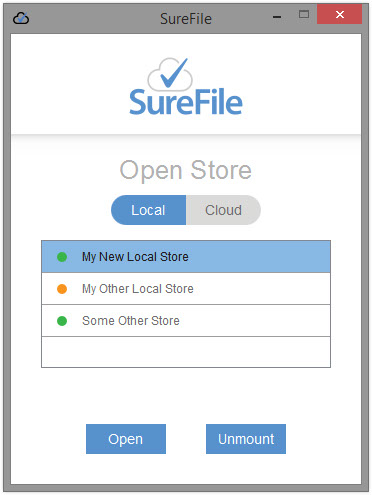 SureFile
SureFile
Open Store
Local Cloud
My New Local Store
My Other Local Store
Some Other Store
Open Unmount